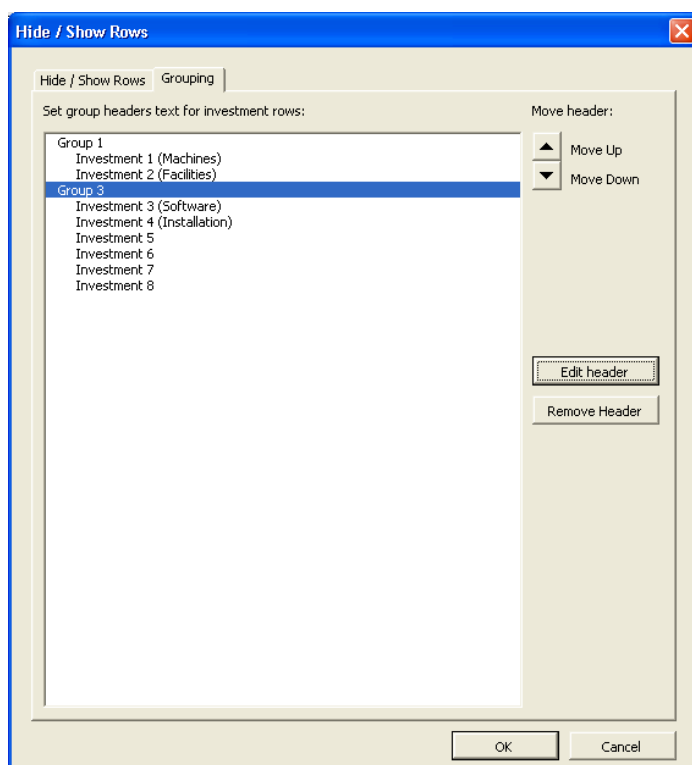 Hide / Show Rows
Hide / Show Rows Grouping
Set group headers text for investment rows: Move header:
Group 1
Investment 1 (Machines)
Investment 2 (Facilities)
Group 3
Investment 3 (Software)
Investment 4 (Installation)
Investment 5
Investment 6
Investment 7
Investment 8
Move Up
Move Down
Edit header
Remove Header
OK Cancel